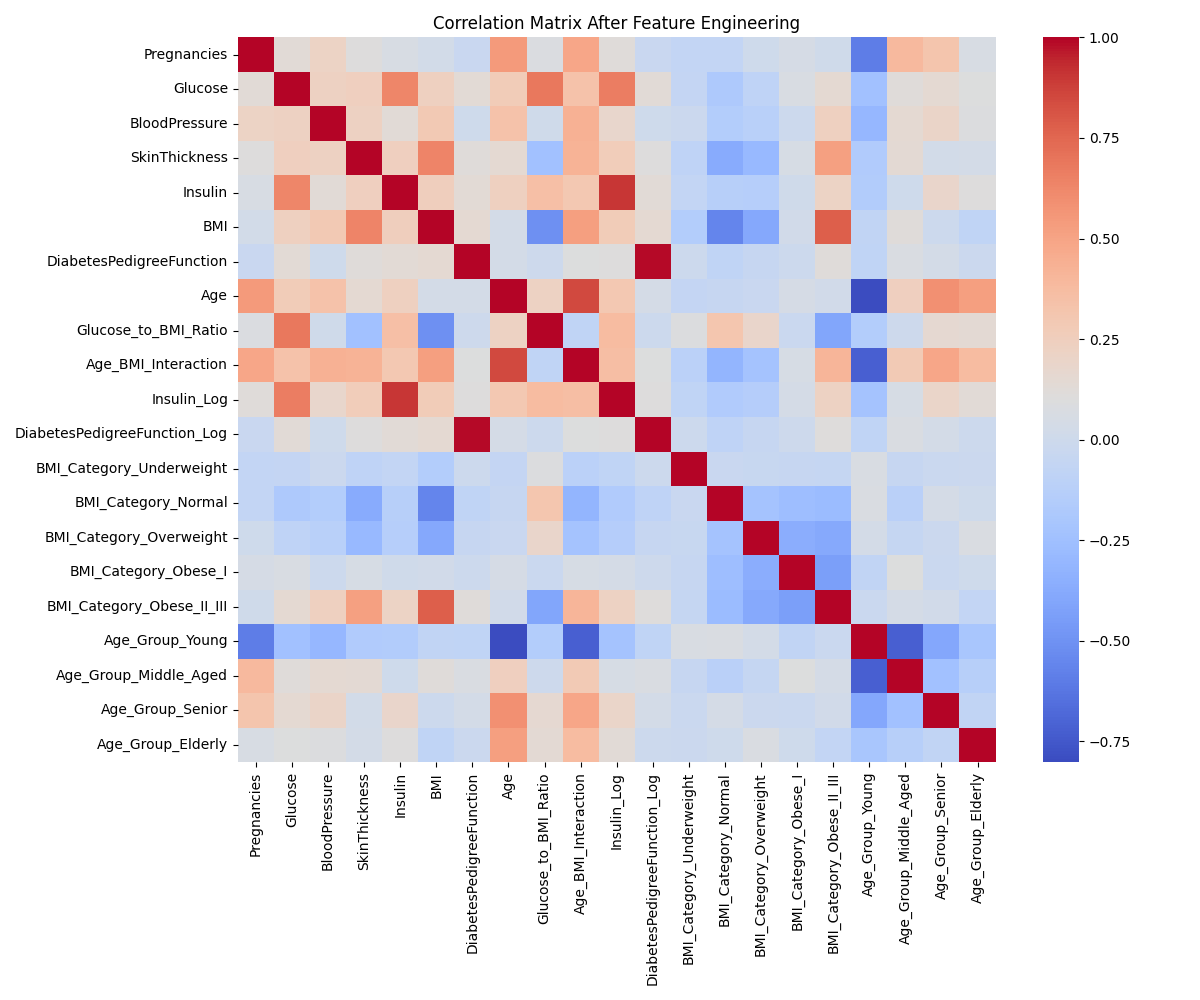 Correlation Matrix After Feature Engineering
Pregnancies
Glucose
BloodPressure
SkinThickness
Insulin
BMI
DiabetesPedigreeFunction
Age
Glucose_to_BMI_Ratio
Age_BMI_Interaction
Insulin_Log
DiabetesPedigreeFunction_Log
BMI_Category_Underweight
BMI_Category_Normal
BMI_Category_Overweight
BMI_Category_Obese_I
BMI_Category_Obese_II_III
Age_Group_Young
Age_Group_Middle_Aged
Age_Group_Senior
Age_Group_Elderly
Pregnancies
Glucose
BloodPressure
SkinThickness
Insulin
BMI
DiabetesPedigreeFunction
Age
Glucose_to_BMI_Ratio
Age_BMI_Interaction
Insulin_Log
DiabetesPedigreeFunction_Log
BMI_Category_Underweight
BMI_Category_Normal
BMI_Category_Overweight
BMI_Category_Obese_I
BMI_Category_Obese_II_III
Age_Group_Young
Age_Group_Middle_Aged
Age_Group_Senior
Age_Group_Elderly
1.00
0.75
0.50
0.25
0.00
−0.25
−0.50
−0.75